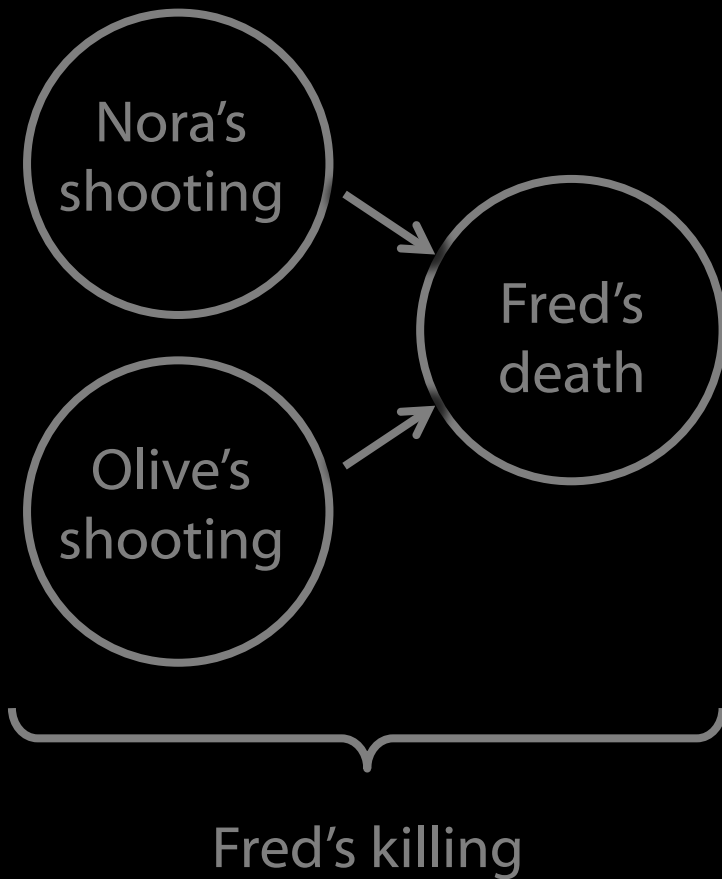 Nora’s
shooting
Fred’s
death
Olive’s
shooting
Fred’s killing